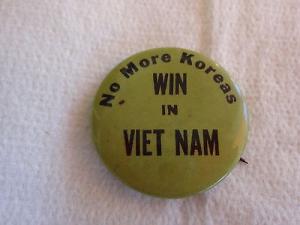 No More Koreas
WIN
IN
VIET NAM